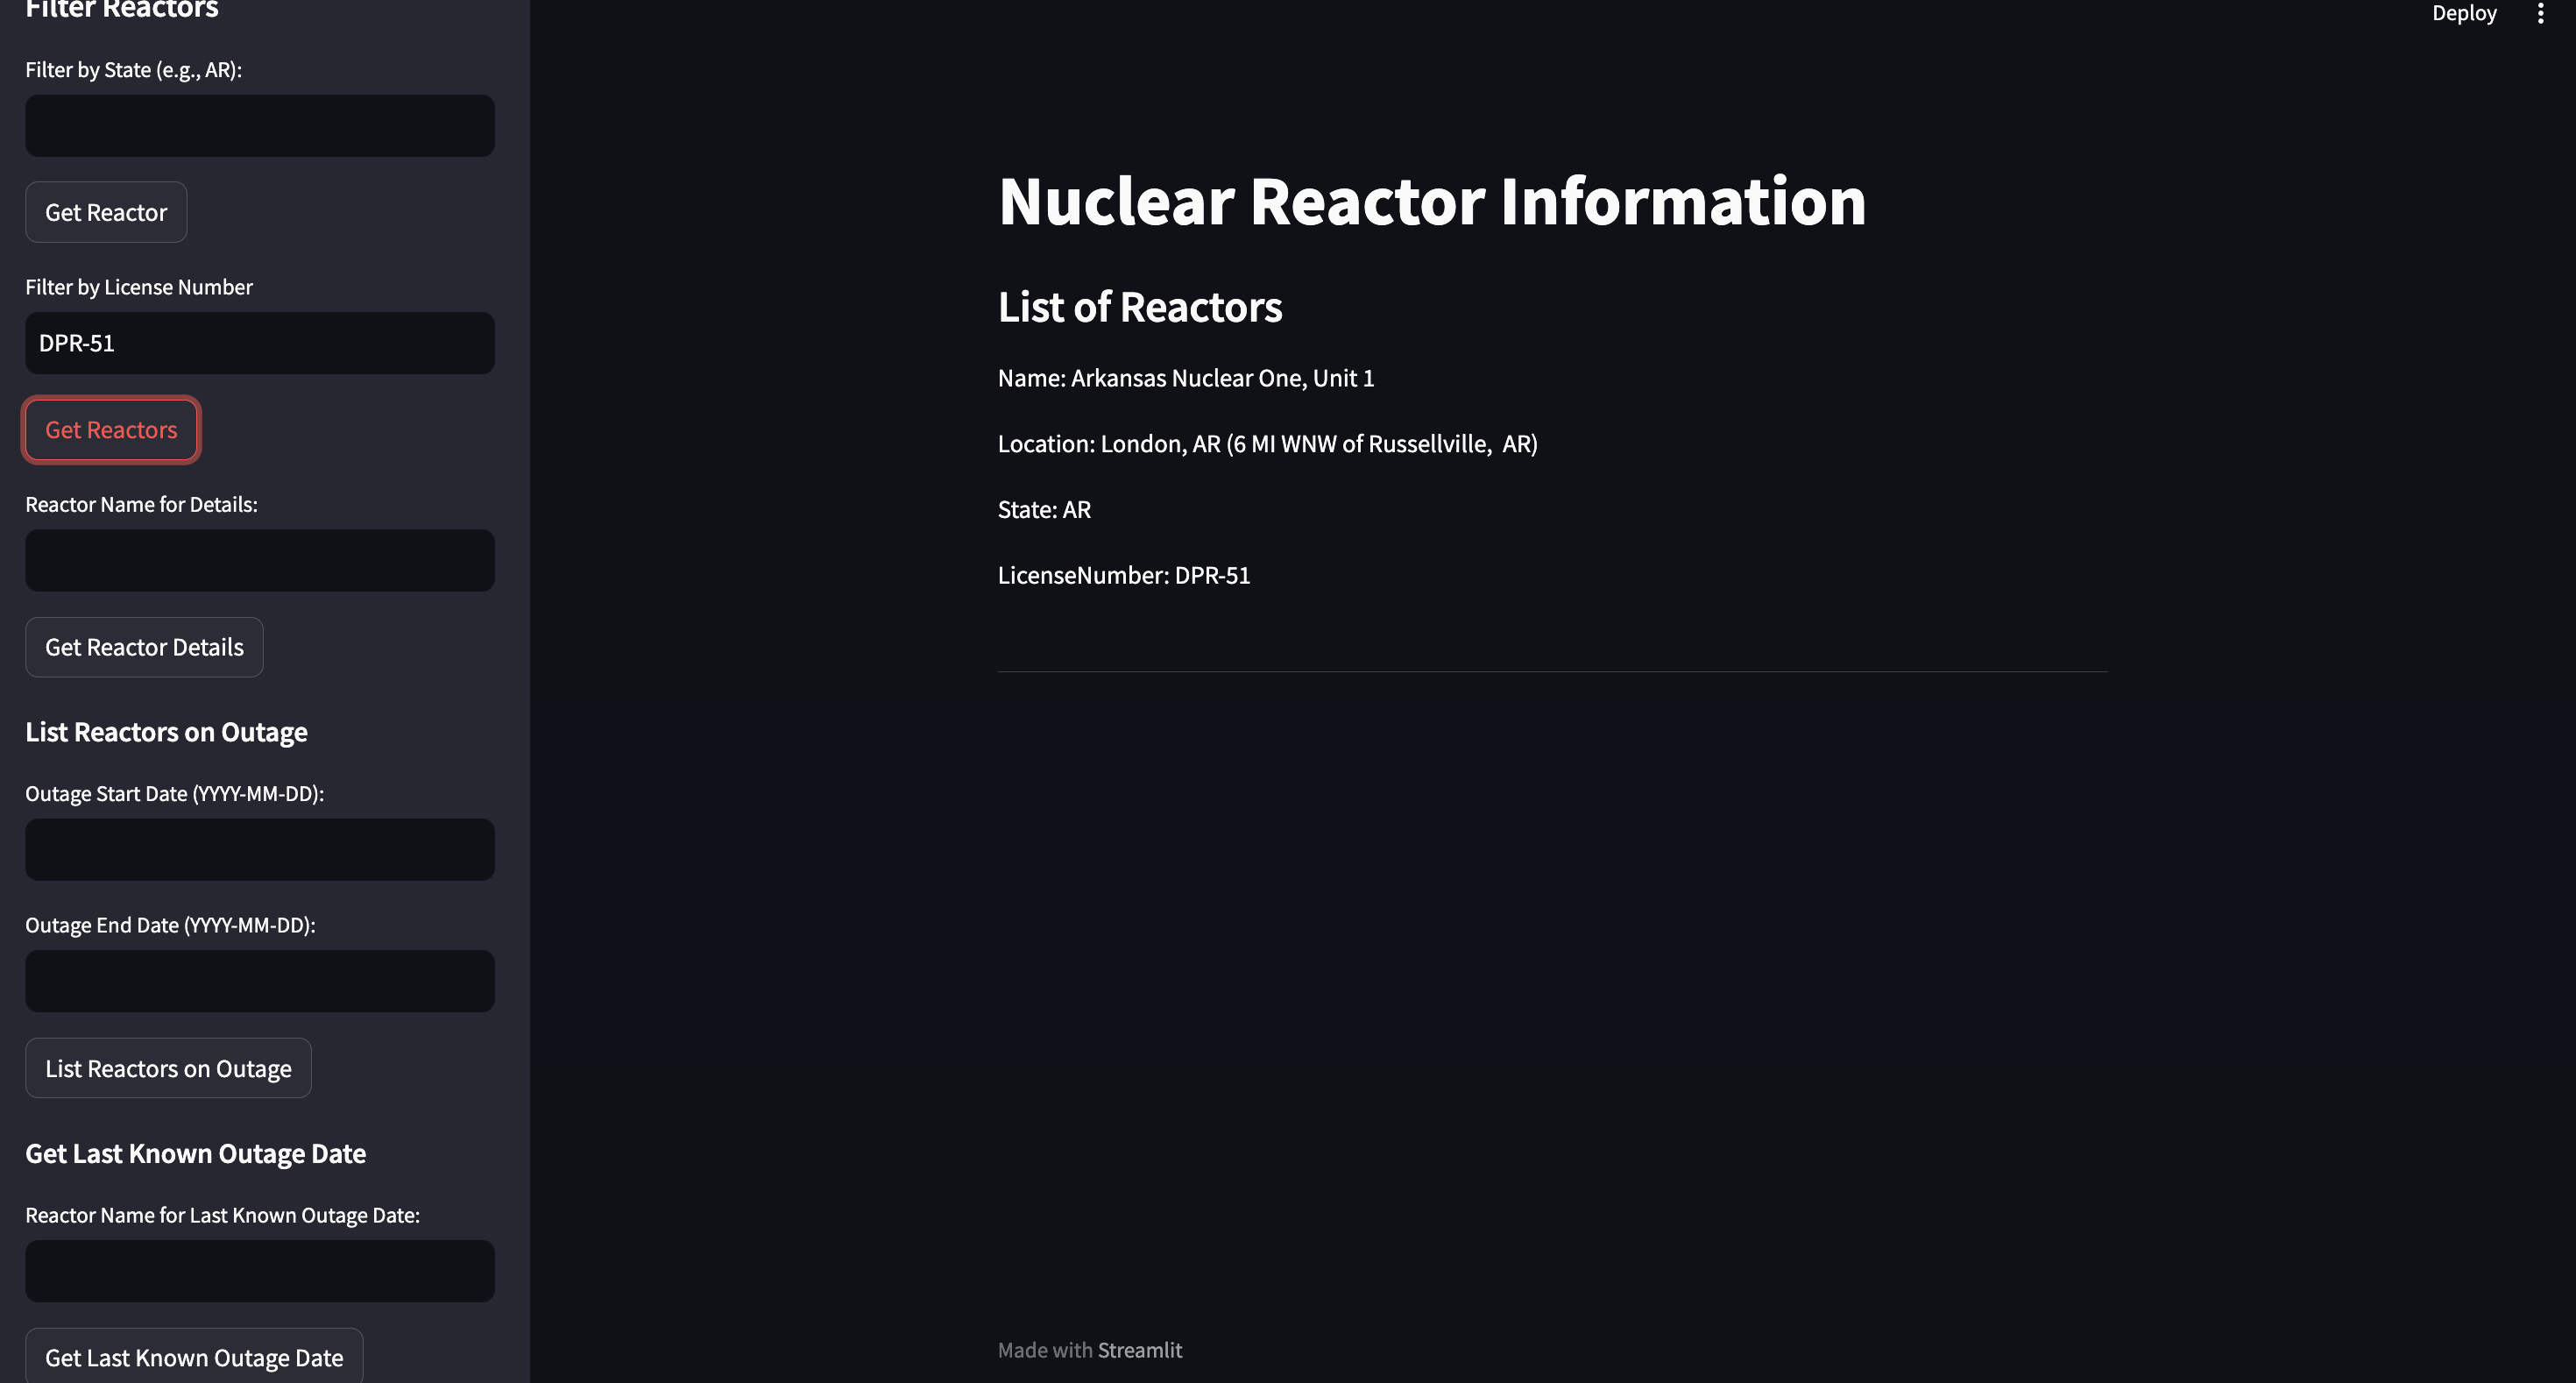 Filter Reactors
Filter by State (e.g., AR):
Get Reactor
Filter by License Number
DPR-51
Get Reactors
Reactor Name for Details:
Get Reactor Details
List Reactors on Outage
Outage Start Date (YYYY-MM-DD):
Outage End Date (YYYY-MM-DD):
List Reactors on Outage
Get Last Known Outage Date
Reactor Name for Last Known Outage Date:
Get Last Known Outage Date
Deploy
Nuclear Reactor Information
List of Reactors
Name: Arkansas Nuclear One, Unit 1
Location: London, AR (6 MI WNW of Russellville,  AR)
State: AR
LicenseNumber: DPR-51
Made with Streamlit